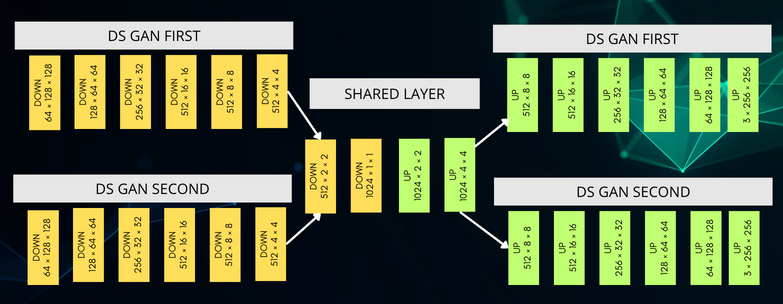 DS GAN FIRST
DOWN
64 × 128 × 128
DOWN
128 × 64 × 64
DOWN
256 × 32 × 32
DOWN
512 × 16 × 16
DOWN
512 × 8 × 8
DOWN
512 × 4 × 4
DS GAN SECOND
DOWN
64 × 128 × 128
DOWN
128 × 64 × 64
DOWN
256 × 32 × 32
DOWN
512 × 16 × 16
DOWN
512 × 8 × 8
DOWN
512 × 4 × 4
SHARED LAYER
DOWN
512 × 2 × 2
DOWN
1024 × 1 × 1
UP
1024 × 2 × 2
UP
1024 × 4 × 4
DS GAN FIRST
UP
512 × 8 × 8
UP
512 × 16 × 16
UP
256 × 32 × 32
UP
128 × 64 × 64
UP
64 × 128 × 128
UP
3 × 256 × 256
DS GAN SECOND
UP
512 × 8 × 8
UP
512 × 16 × 16
UP
256 × 32 × 32
UP
128 × 64 × 64
UP
64 × 128 × 128
UP
3 × 256 × 256